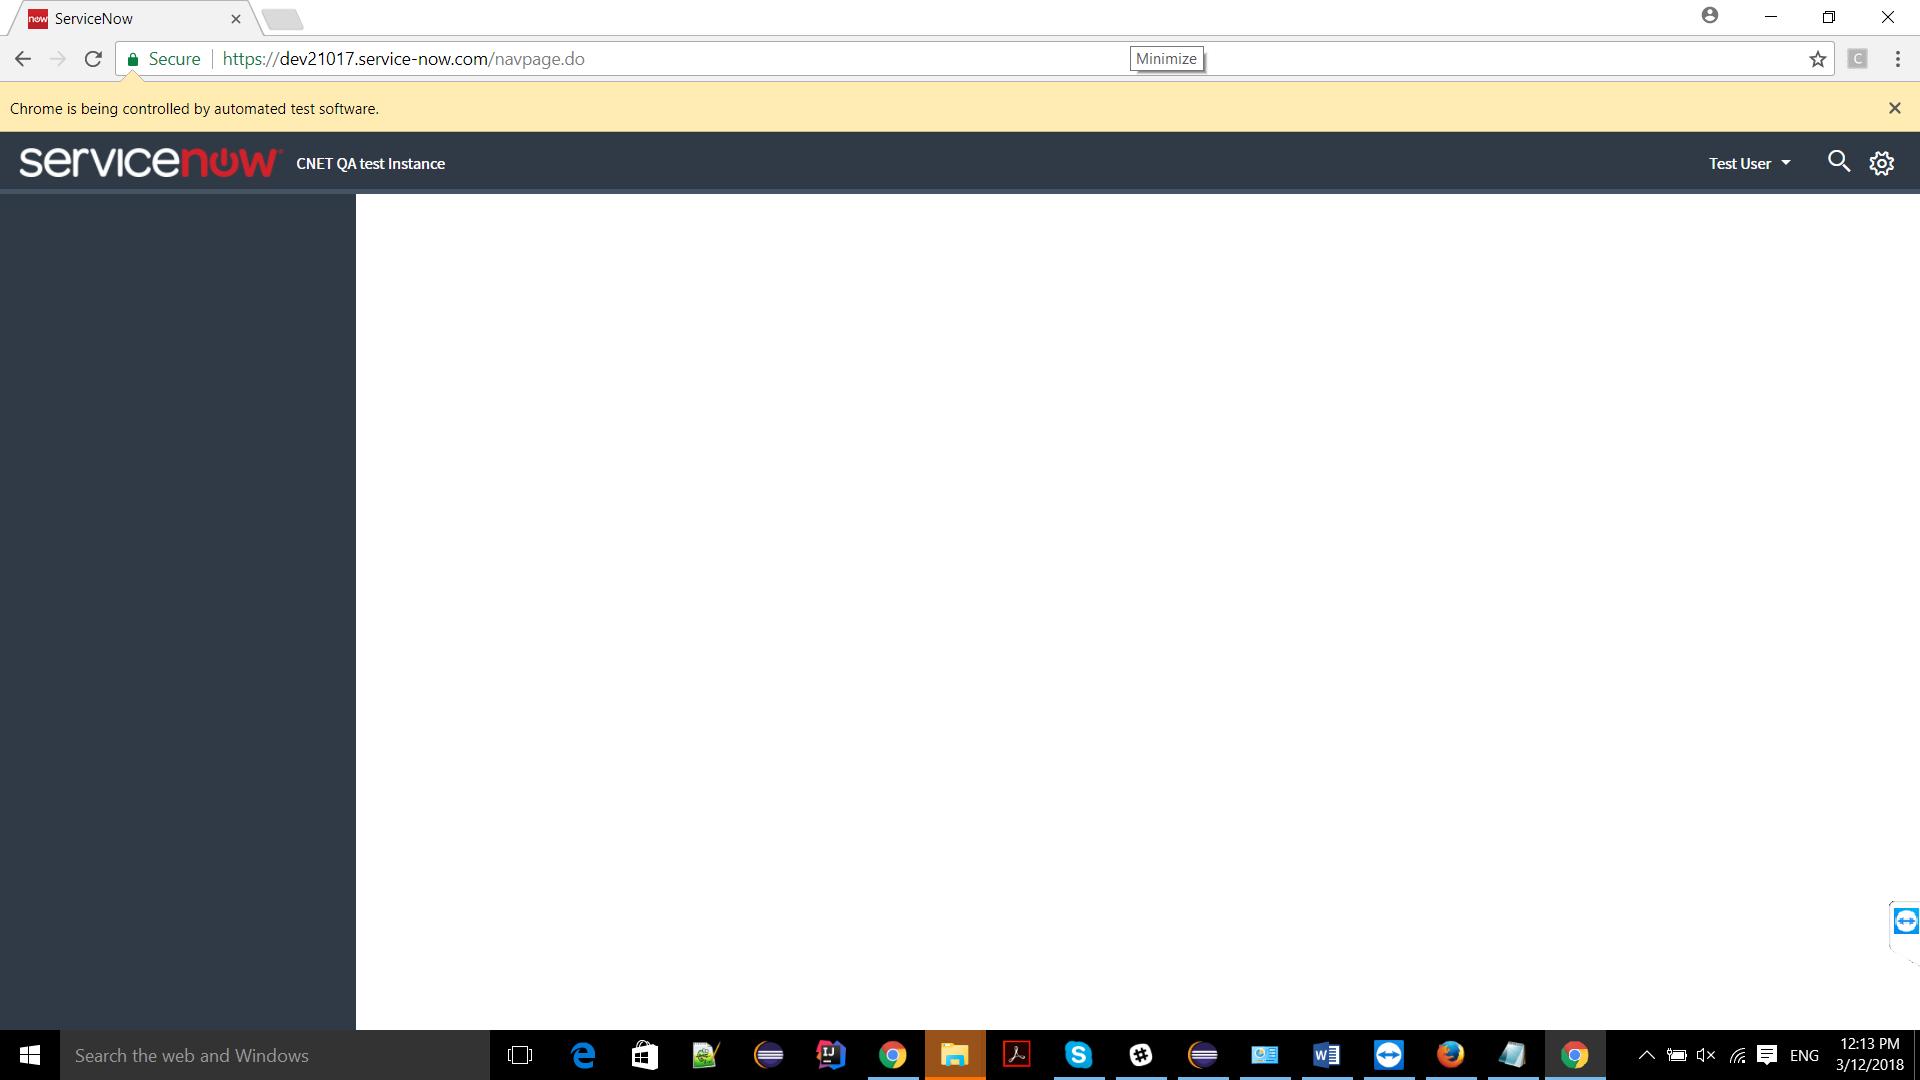 now ServiceNow
Secure https://dev21017.service-now.com/navpage.do Minimize C
Chrome is being controlled by automated test software.
servicenow CNET QA test Instance Test User
Search the web and Windows
IJ
ENG
12:13 PM
3/12/2018